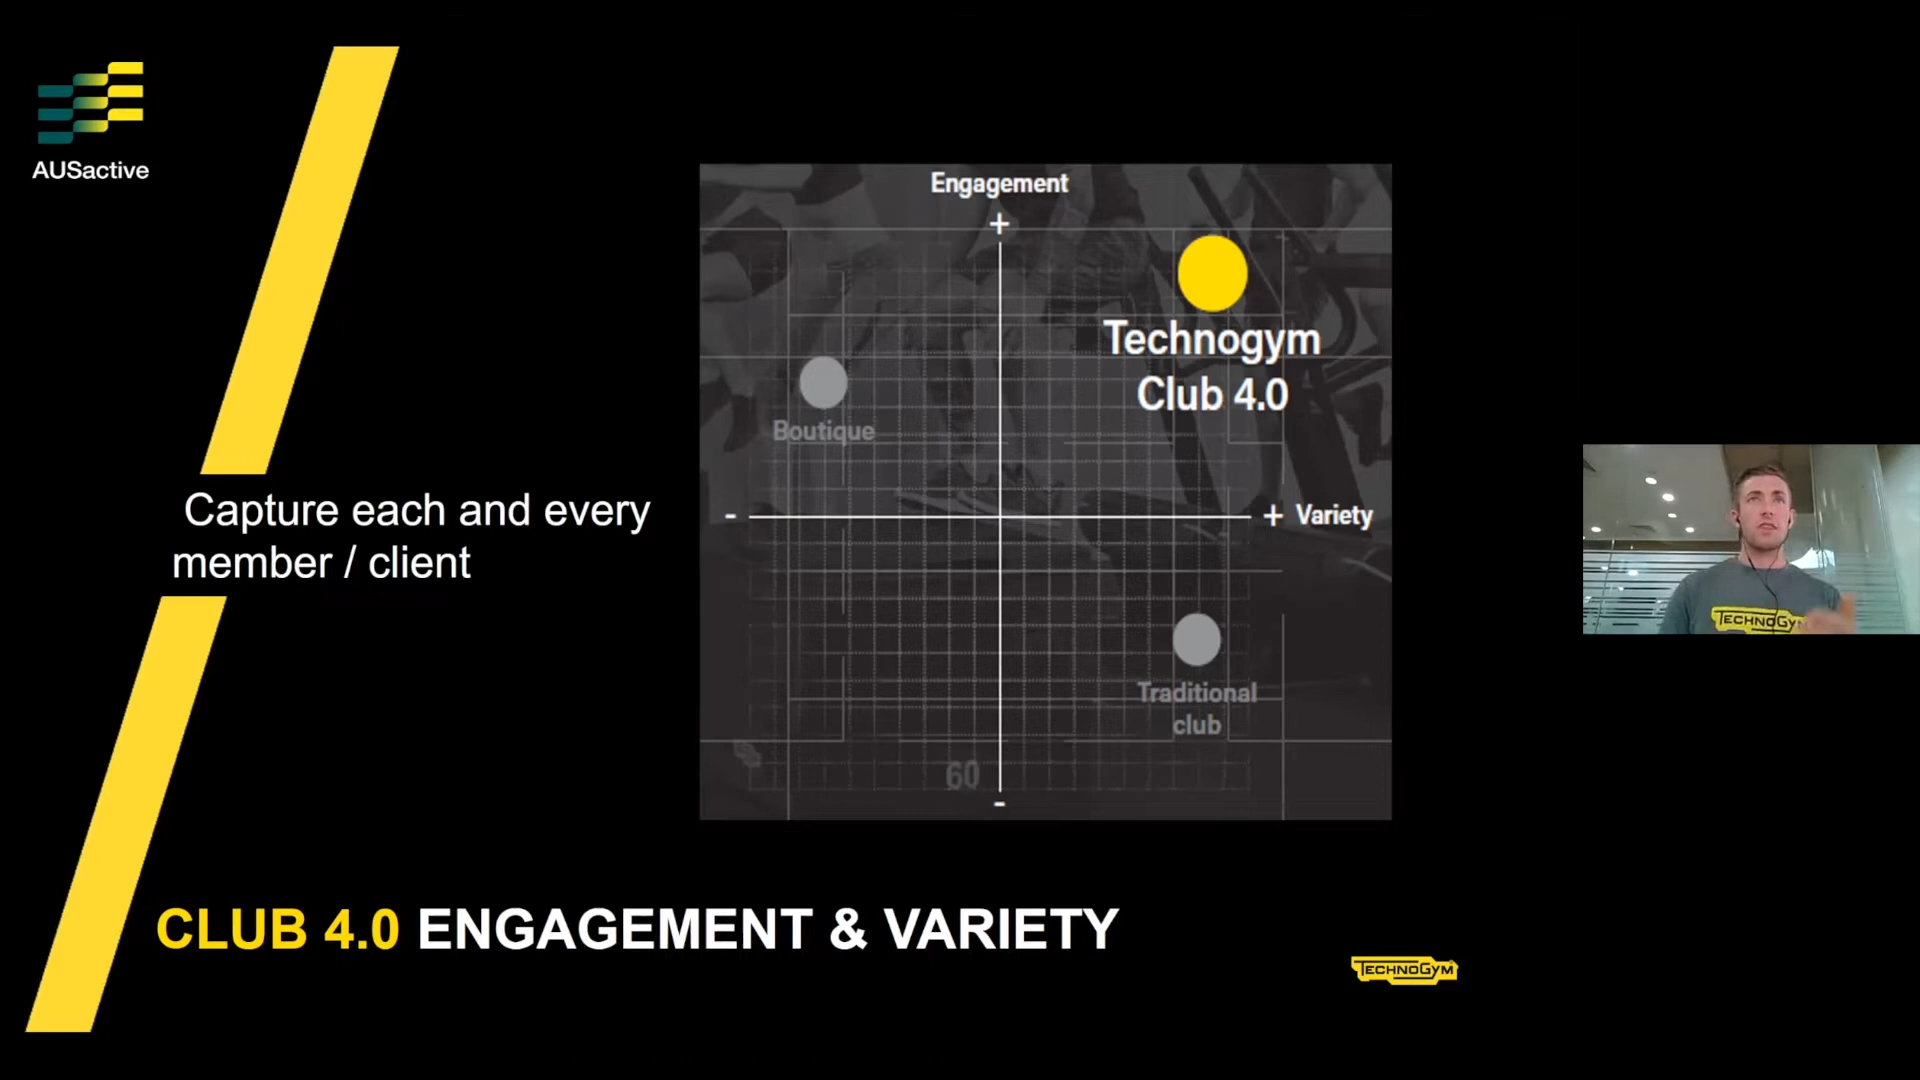 AUSactive
Engagement
+
Technogym
Club 4.0
Boutique
- + Variety
Capture each and every
member / client
Traditional
club
60
-
CLUB 4.0 ENGAGEMENT & VARIETY
TECHNOGYM
TECHNOGYM